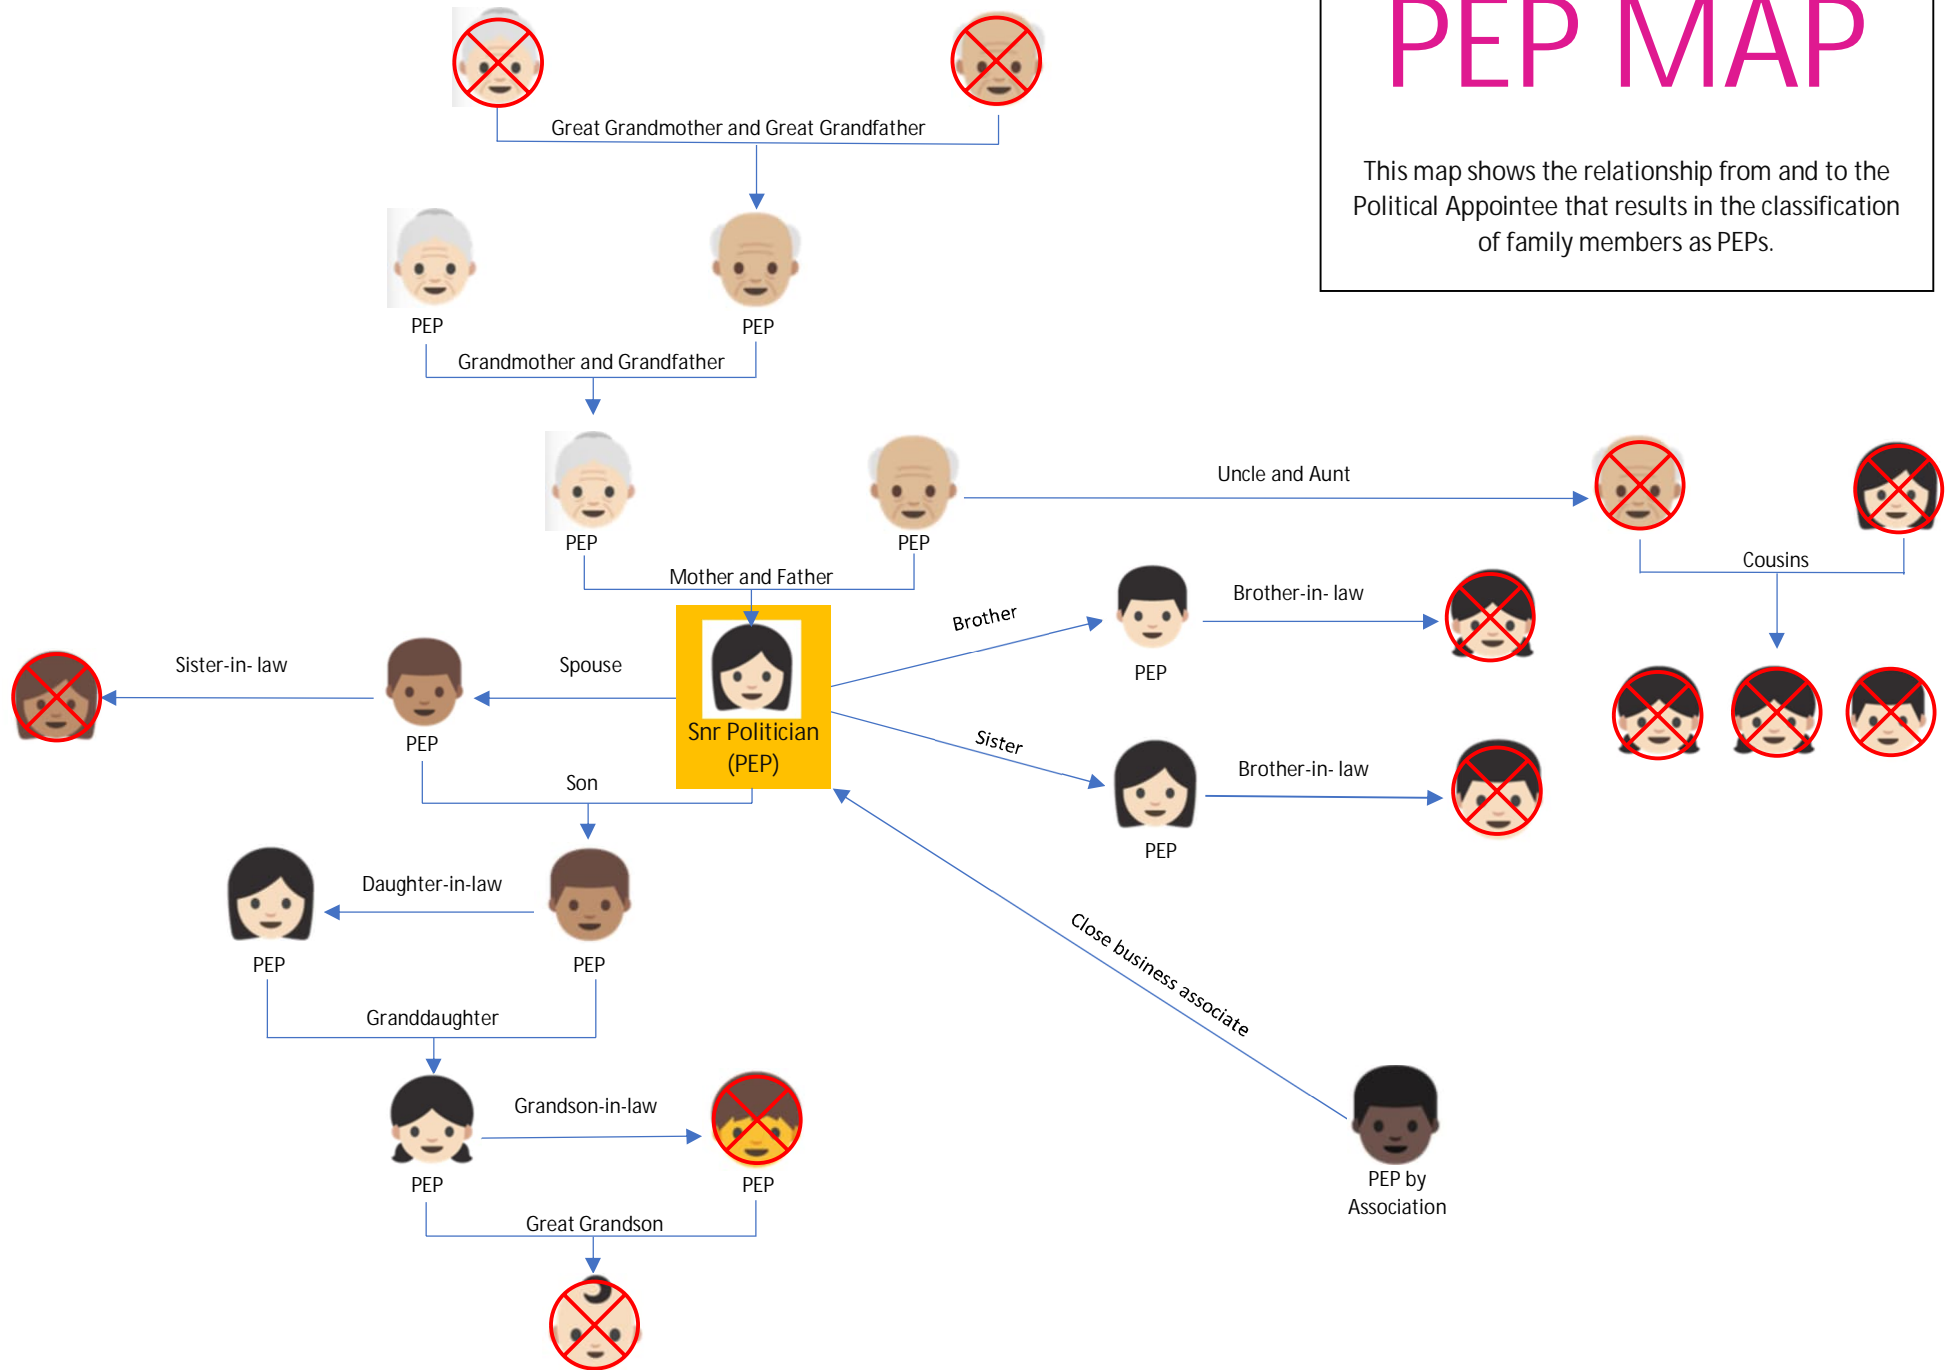 PEP MAP
This map shows the relationship from and to the
Political Appointee that results in the classification
of family members as PEPs.
Great Grandmother and Great Grandfather
PEP
PEP
Grandmother and Grandfather
PEP
PEP
Uncle and Aunt
Mother and Father
Cousins
Brother
Brother-in- law
PEP
Sister-in- law
Spouse
PEP
Snr Politician
(PEP)
Sister
Brother-in- law
PEP
Son
Daughter-in-law
PEP
PEP
Close business associate
Granddaughter
Grandson-in-law
PEP
PEP
PEP by
Association
Great Grandson